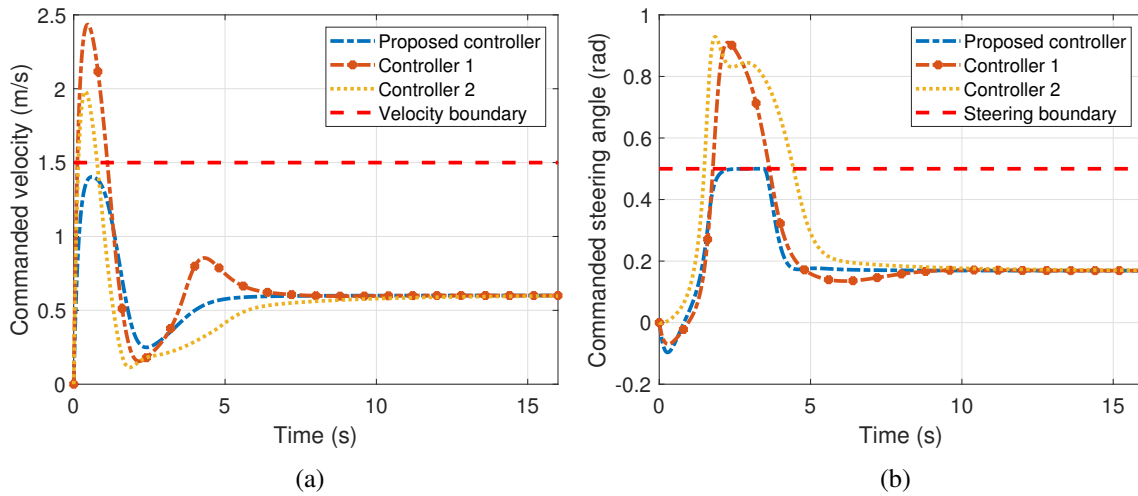 2.5
2
1.5
1
0.5
0
0
5
10
15
Commanded velocity (m/s)
Time (s)
Proposed controller
Controller 1
Controller 2
Velocity boundary
(a)
1
0.8
0.6
0.4
0.2
0
-0.2
0
5
10
15
Commanded steering angle (rad)
Time (s)
Proposed controller
Controller 1
Controller 2
Steering boundary
(b)